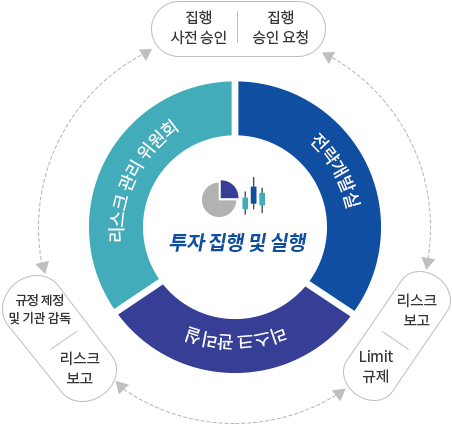 집행
사전 승인
집행
승인 요청
리스크 관리 위원회
전략개발실
투자 집행 및 실행
규정 제정
및 기관 감독
리스크
보고
리스크
보고
Limit
규제
리스크 관리실